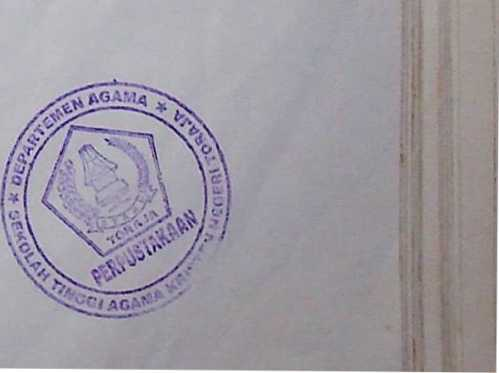 ★ DEPARTEMEN AGAMA ★
SEKOLAH TINGGI AGAMA NEGERI TORAJA
TORAJA
PERPUSTAKAAN